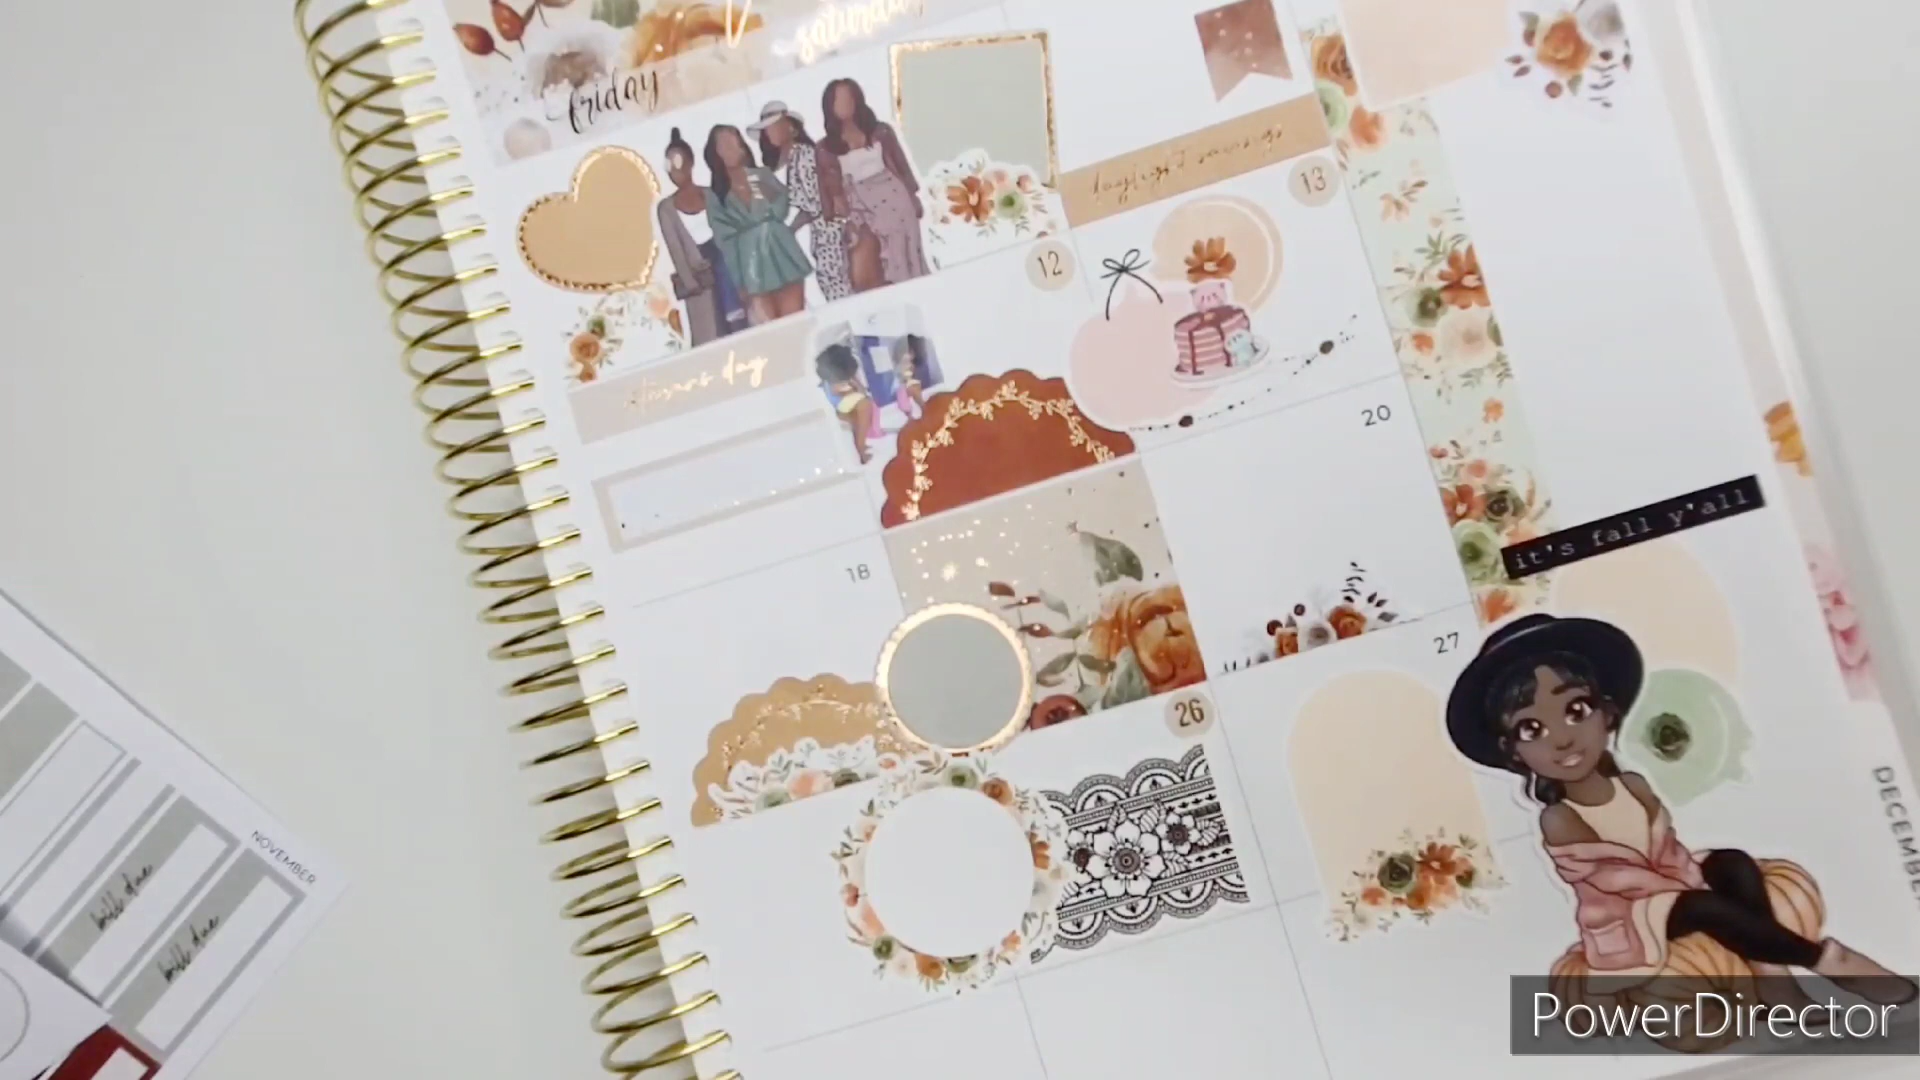 saturday
friday
daylight savings
13
12
day
20
it's fall y'all
18
27
26
DECEMBER
NOVEMBER
bill due
bill due
PowerDirector